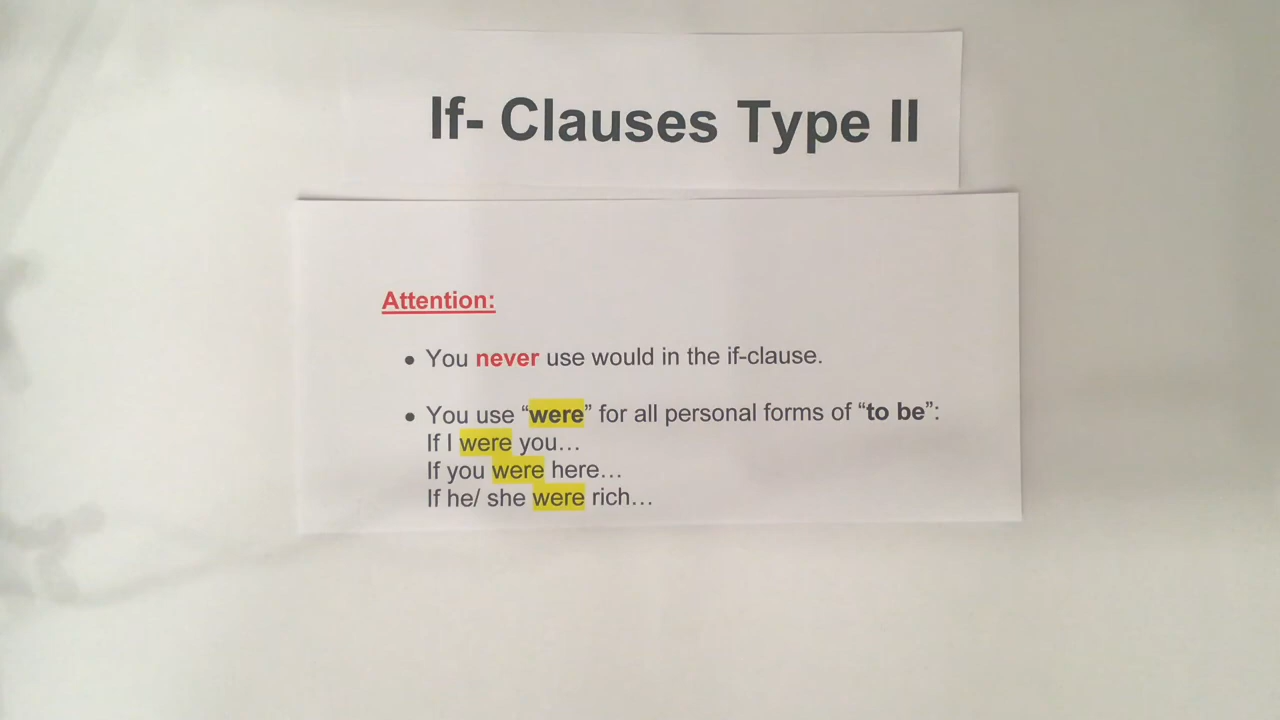 If- Clauses Type II
Attention:
• You never use would in the if-clause.
• You use “were” for all personal forms of “to be”:
If I were you…
If you were here…
If he/ she were rich…